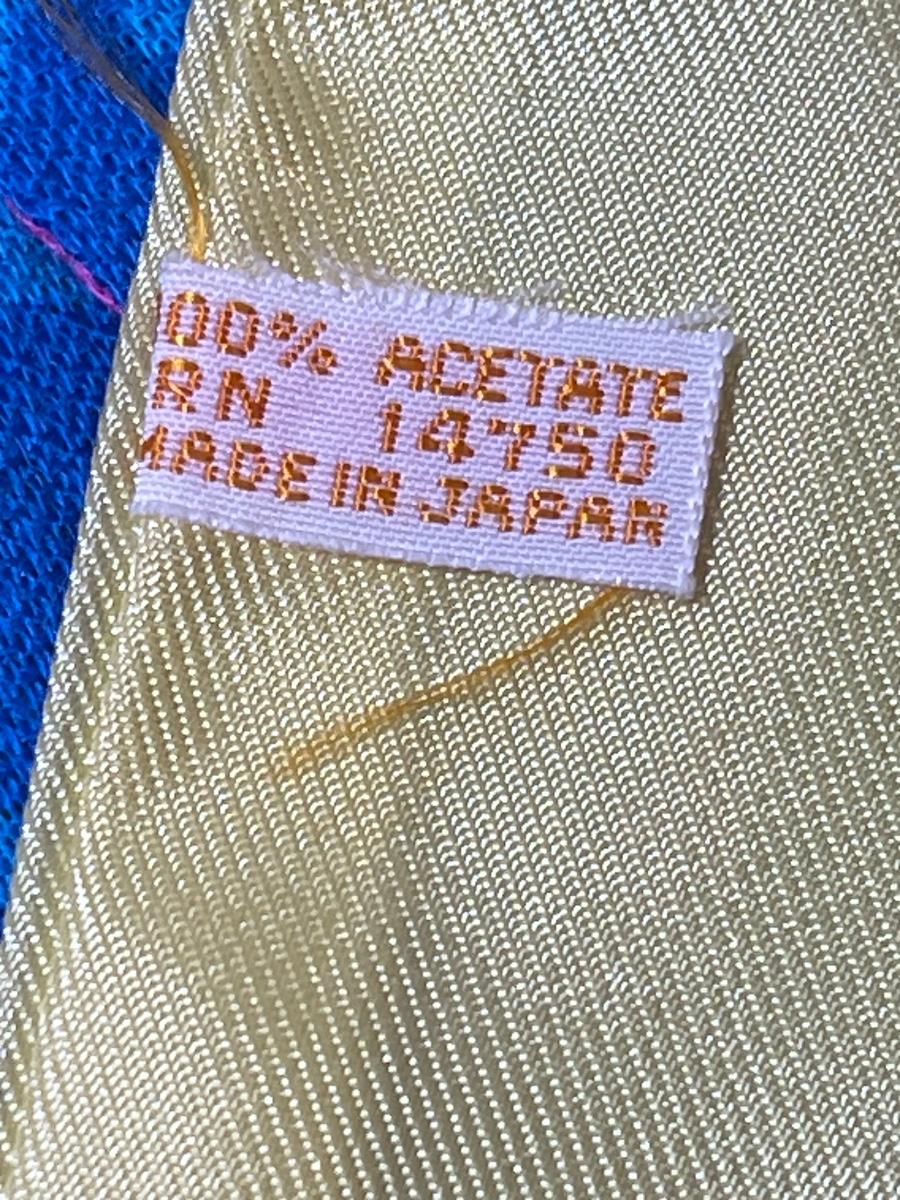 00% ACETATE
RN 14750
MADE IN JAPAN